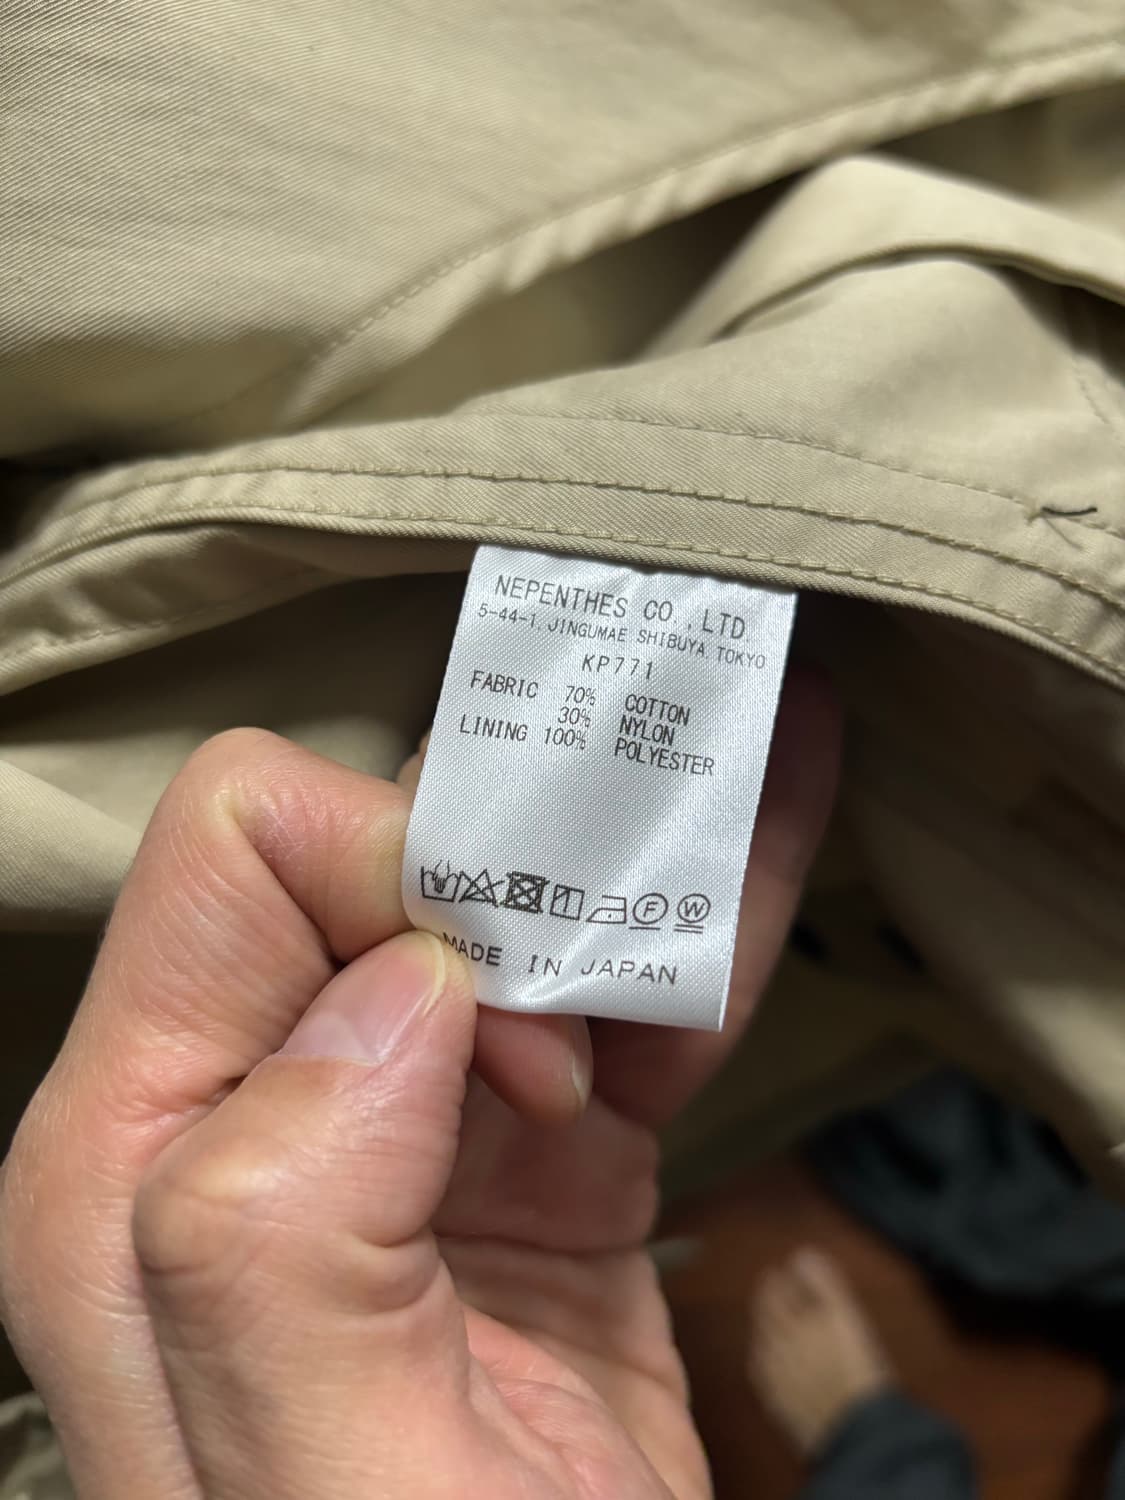 NEPENTHES CO.,LTD.
5-44-1, JINGUMAE SHIBUYA TOKYO
KP771
FABRIC 70% COTTON
30% NYLON
LINING 100% POLYESTER
F W
MADE IN JAPAN